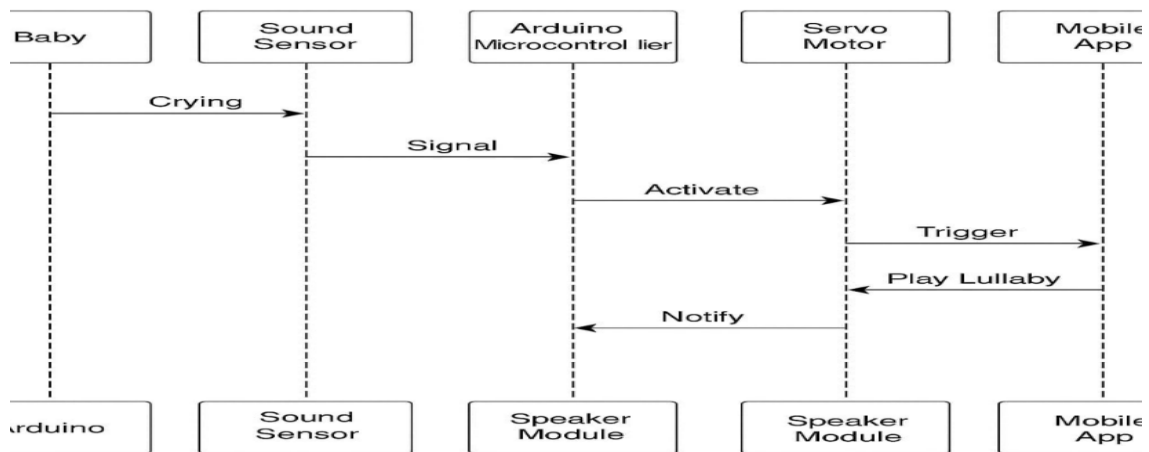 Baby
Sound
Sensor
Arduino
Microcontrol lier
Servo
Motor
Mobile
App
Crying
Signal
Activate
Trigger
Play Lullaby
Notify
Arduino
Sound
Sensor
Speaker
Module
Speaker
Module
Mobile
App